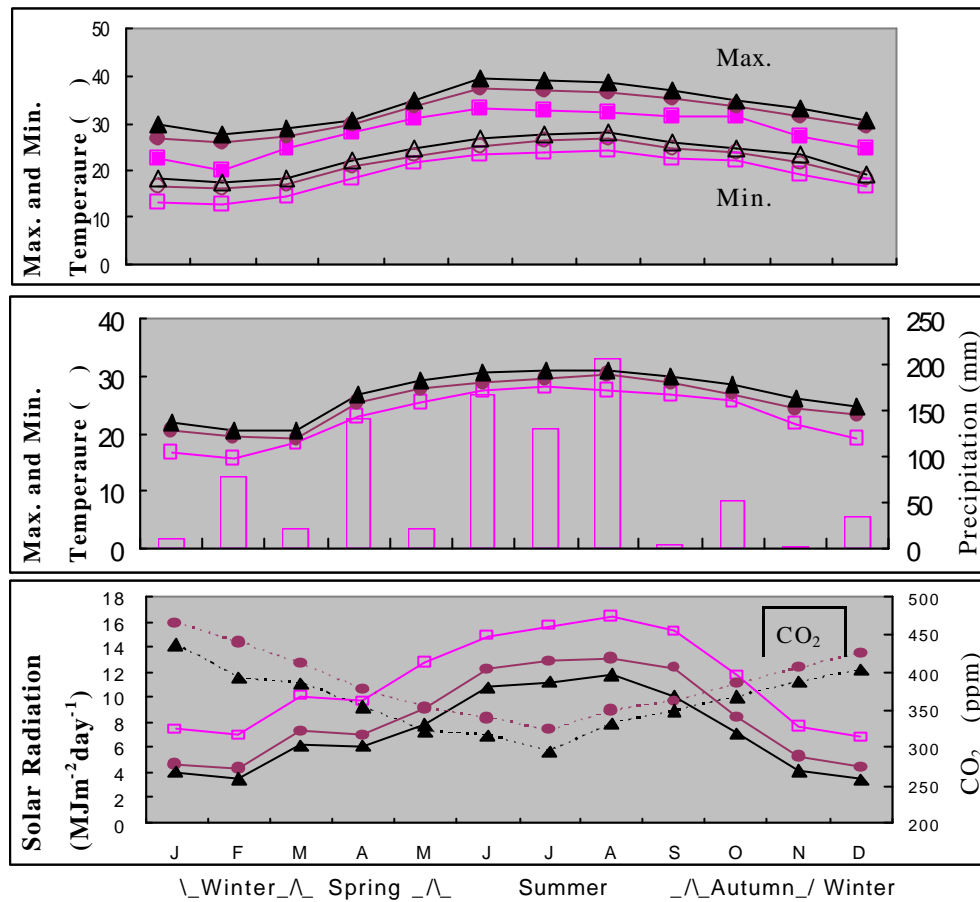 Max. and Min.
Temperature (    )
50
40
30
20
10
0
Max.
Min.
Max. and Min.
Temperaure (    )
40
30
20
10
0
250
200
150
100
50
0
Precipitation (mm)
Solar Radiation
(MJm-2day-1)
18
16
14
12
10
8
6
4
2
0
CO2
500
450
400
350
300
250
200
CO2 (ppm)
J F M A M J J A S O N D
\_Winter_/\_ Spring _/\_ Summer _/\_Autumn_/ Winter